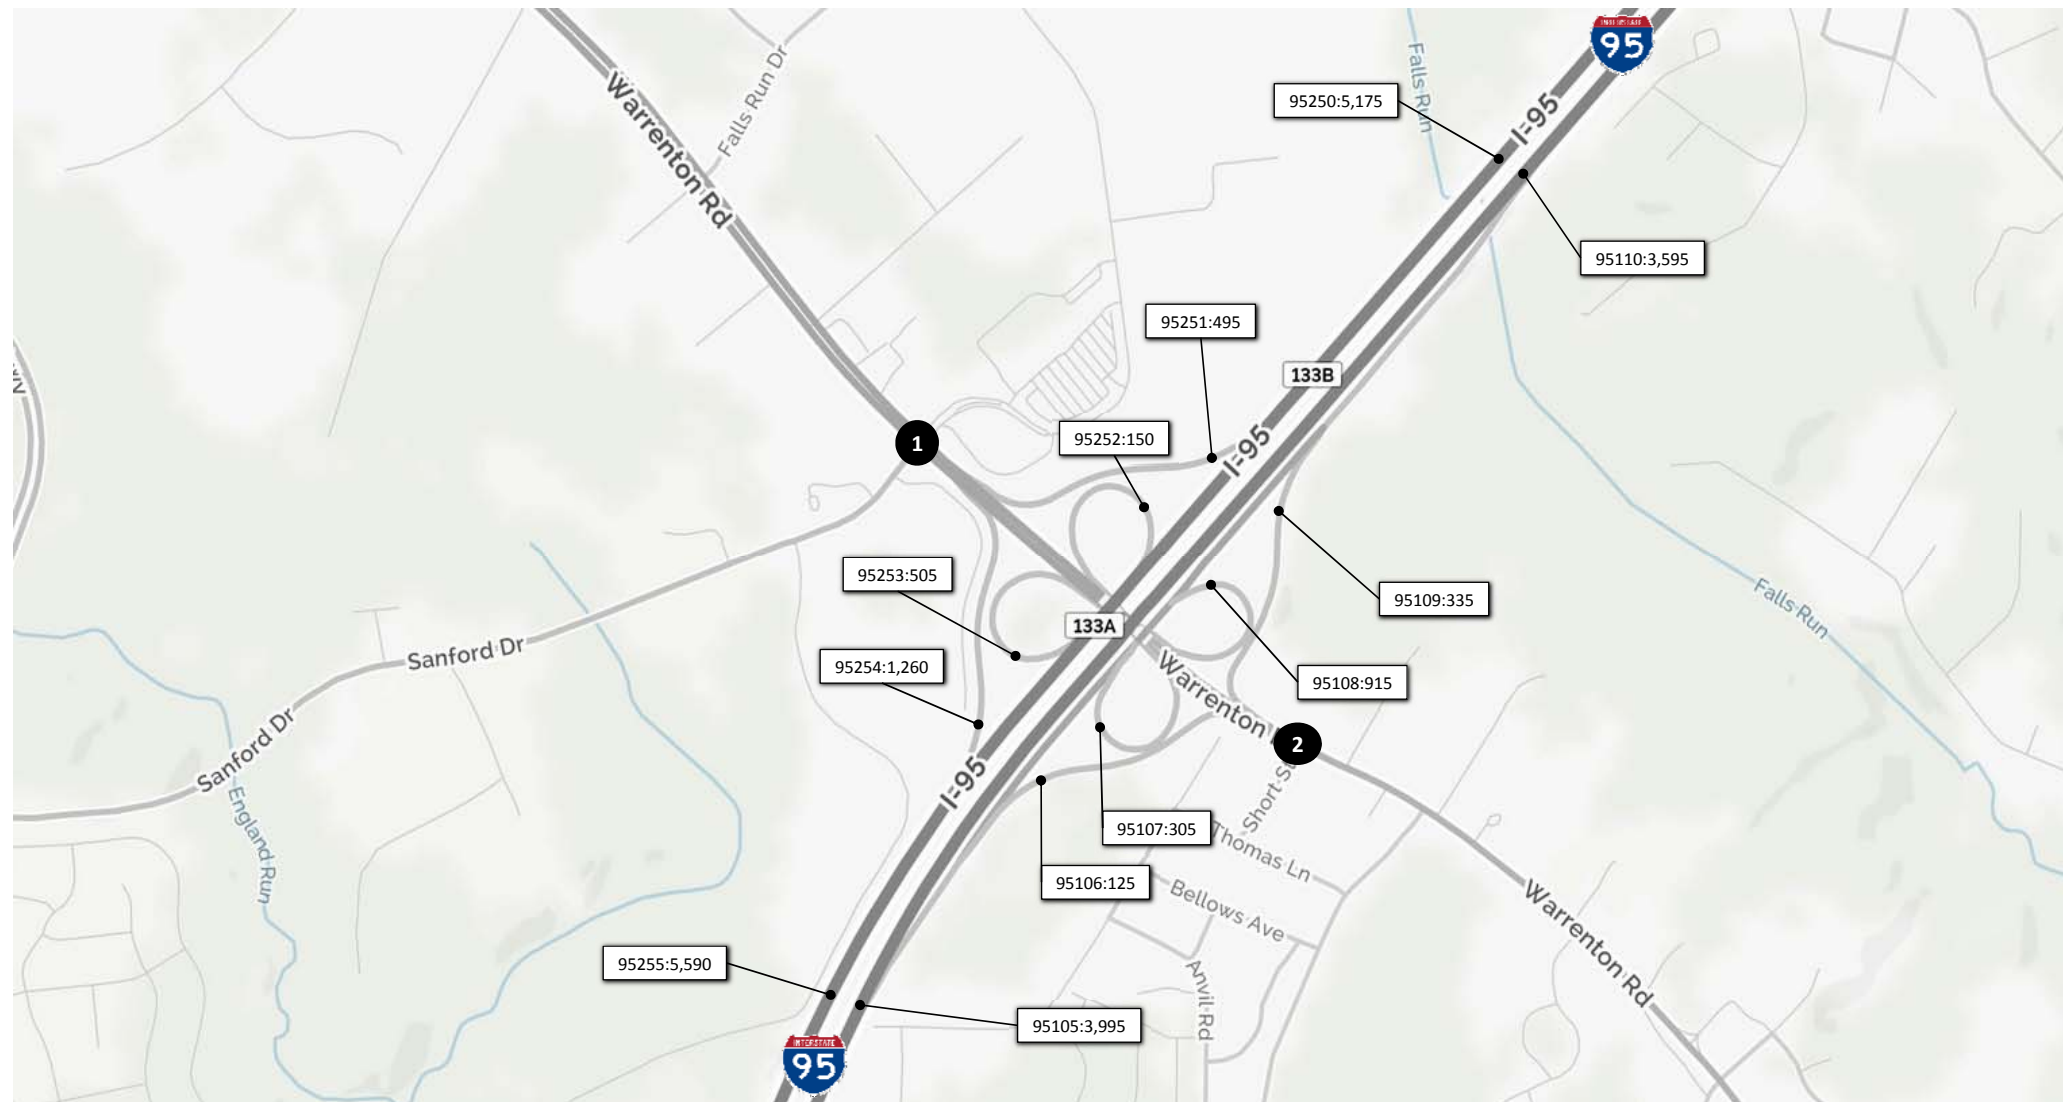 INTERSTATE
95
I-95
Falls Run Dr
Falls Run
Warrenton Rd
95250:5,175
95110:3,595
95251:495
133B
I-95
95252:150
1
95253:505
133A
95109:335
Falls Run
Sanford Dr
95254:1,260
95108:915
Warrenton
2
Sanford Dr
I-95
England Run
Short St
95107:305
Thomas Ln
95106:125
Bellows Ave
Warrenton Rd
95255:5,590
Anvil Rd
95105:3,995
INTERSTATE
95